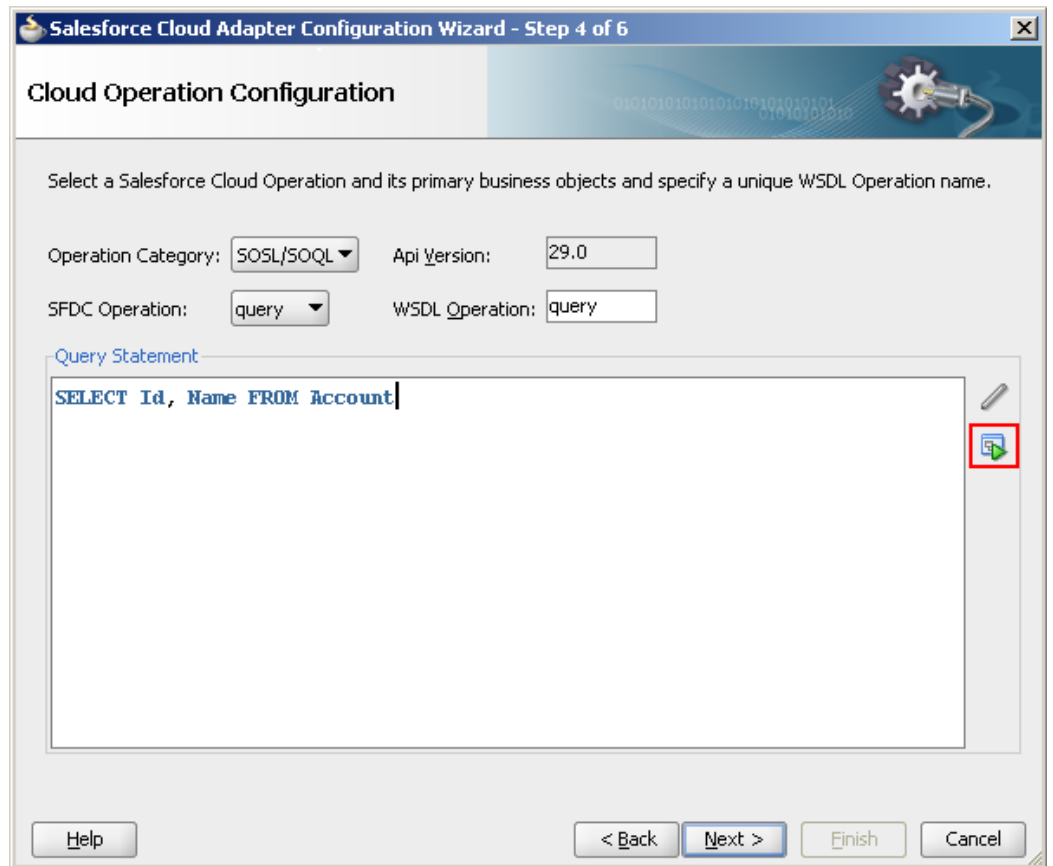 Salesforce Cloud Adapter Configuration Wizard - Step 4 of 6
Cloud Operation Configuration
Select a Salesforce Cloud Operation and its primary business objects and specify a unique WSDL Operation name.
Operation Category: SOSL/SOQL Api Version: 29.0
SFDC Operation: query WSDL Operation: query
Query Statement
SELECT Id, Name FROM Account
Help < Back Next > Finish Cancel